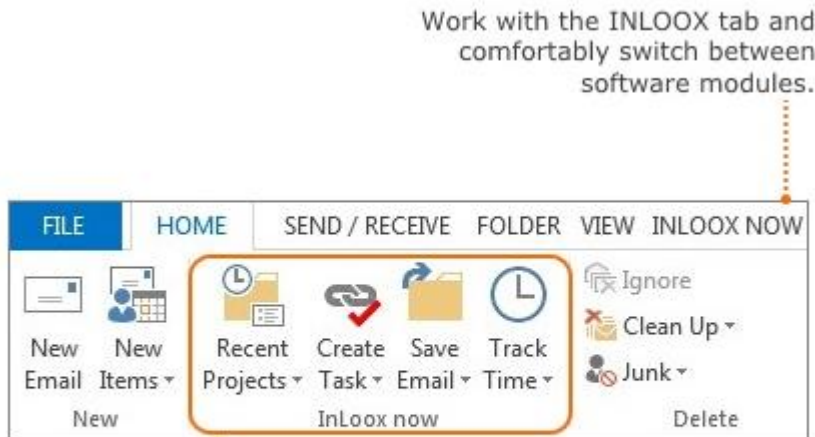 Work with the INLOOX tab and
comfortably switch between
software modules.
FILE HOME SEND / RECEIVE FOLDER VIEW INLOOX NOW
New Email
New Items
Recent Projects
Create Task
Save Email
Track Time
Ignore
Clean Up
Junk
New
InLoox now
Delete